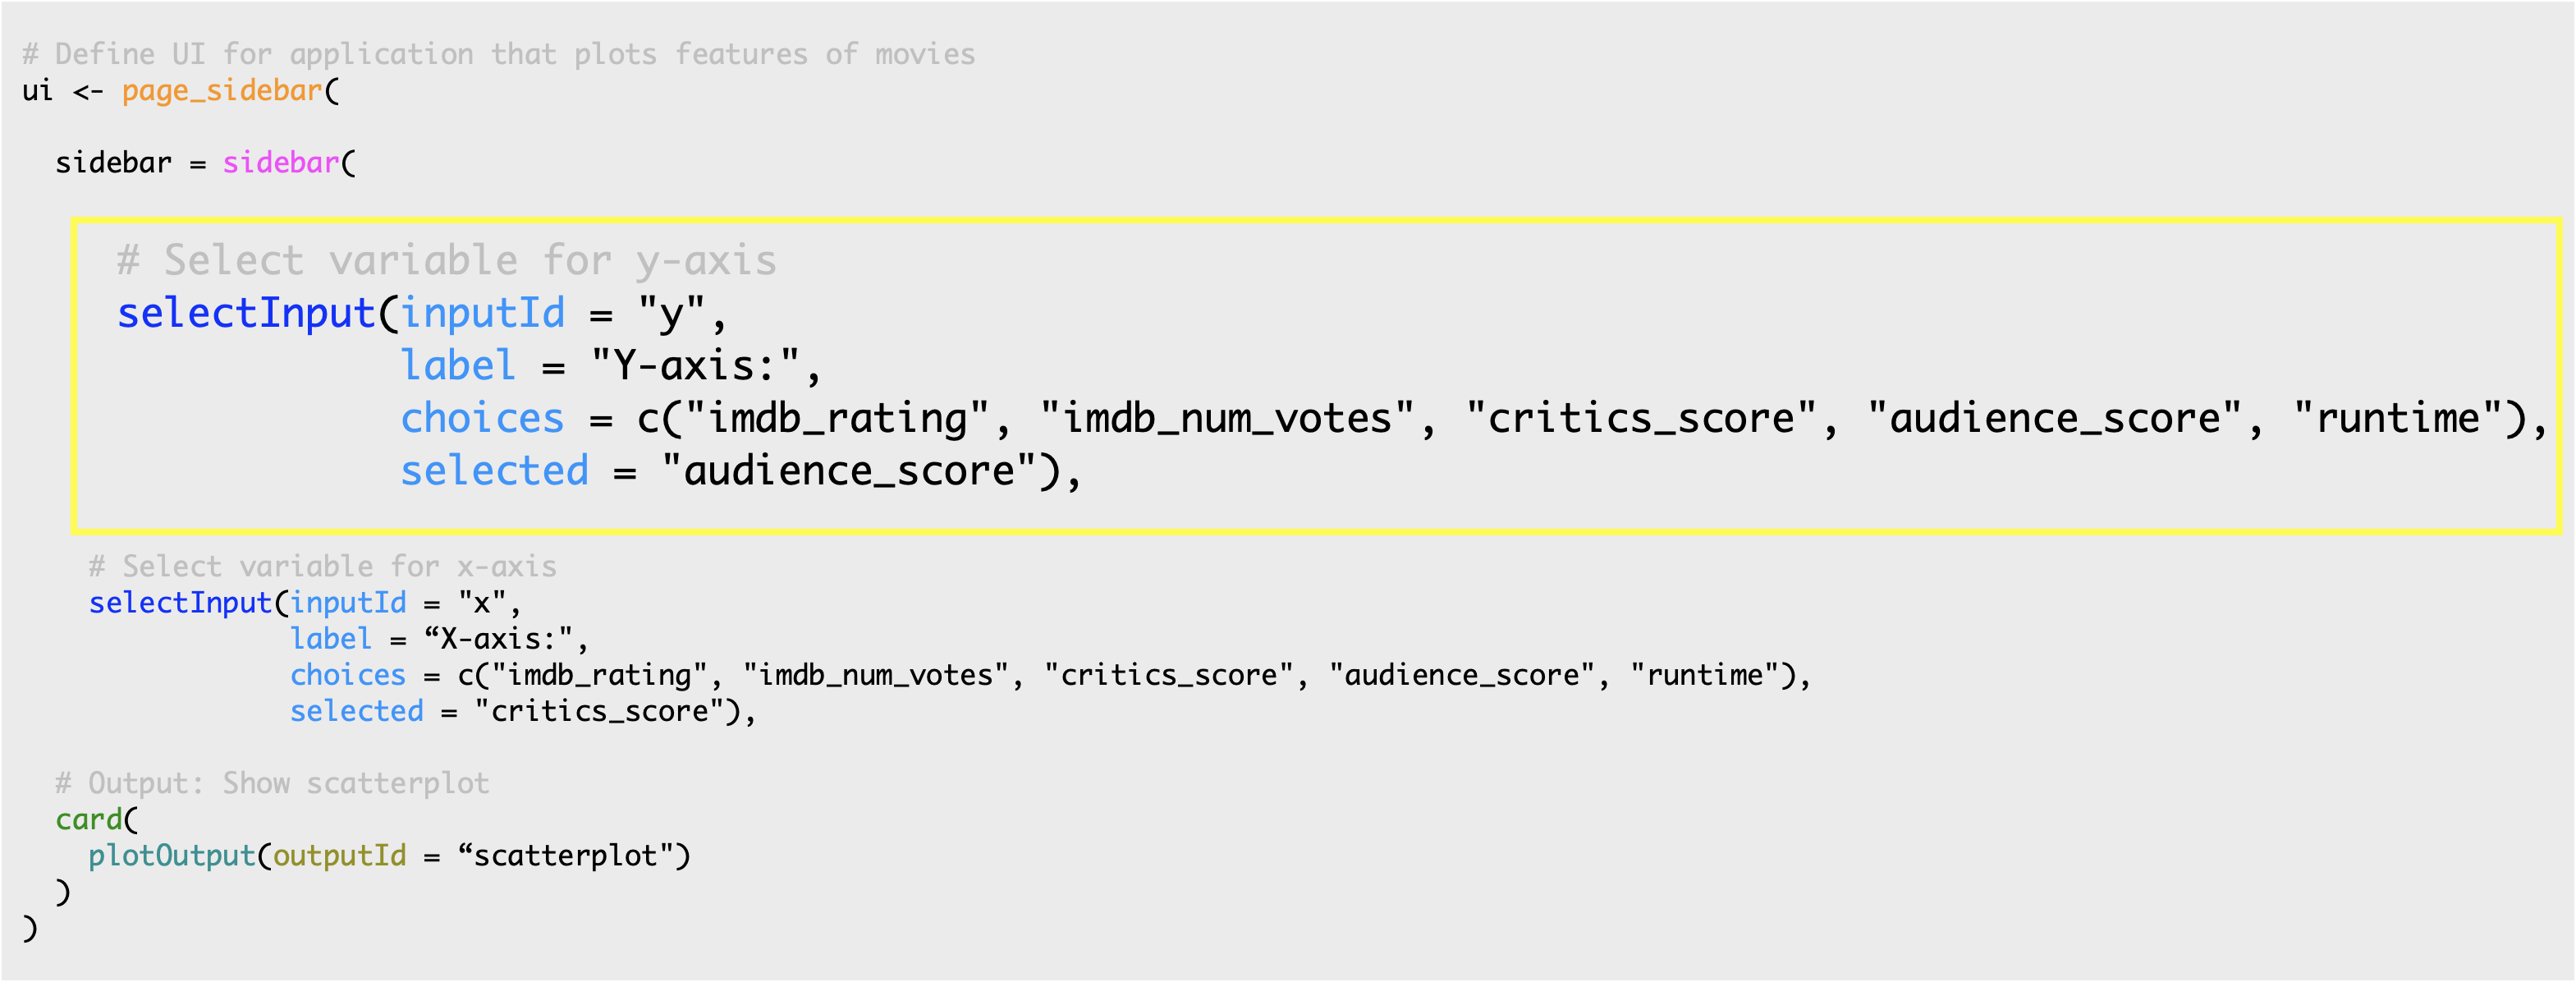 # Define UI for application that plots features of movies
ui <- page_sidebar(
sidebar = sidebar(
# Select variable for y-axis
selectInput(inputId = "y",
label = "Y-axis:",
choices = c("imdb_rating", "imdb_num_votes", "critics_score", "audience_score", "runtime"),
selected = "audience_score"),
# Select variable for x-axis
selectInput(inputId = "x",
label = “X-axis:",
choices = c("imdb_rating", "imdb_num_votes", "critics_score", "audience_score", "runtime"),
selected = "critics_score"),
# Output: Show scatterplot
card(
plotOutput(outputId = “scatterplot")
)
)